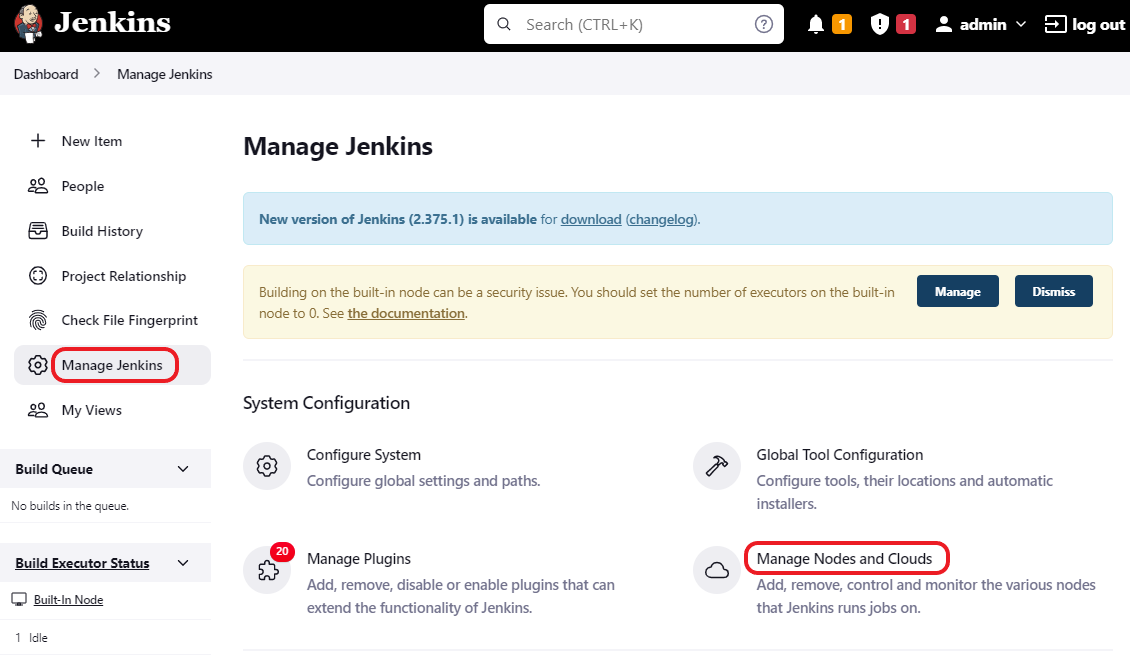 Jenkins
Search (CTRL+K)
1
1
admin
log out
Dashboard
Manage Jenkins
New Item
People
Build History
Project Relationship
Check File Fingerprint
Manage Jenkins
My Views
Build Queue
No builds in the queue.
Build Executor Status
Built-In Node
1 Idle
Manage Jenkins
New version of Jenkins (2.375.1) is available for download (changelog).
Building on the built-in node can be a security issue. You should set the number of executors on the built-in
node to 0. See the documentation.
Manage
Dismiss
System Configuration
Configure System
Configure global settings and paths.
Global Tool Configuration
Configure tools, their locations and automatic
installers.
20
Manage Plugins
Add, remove, disable or enable plugins that can
extend the functionality of Jenkins.
Manage Nodes and Clouds
Add, remove, control and monitor the various nodes
that Jenkins runs jobs on.